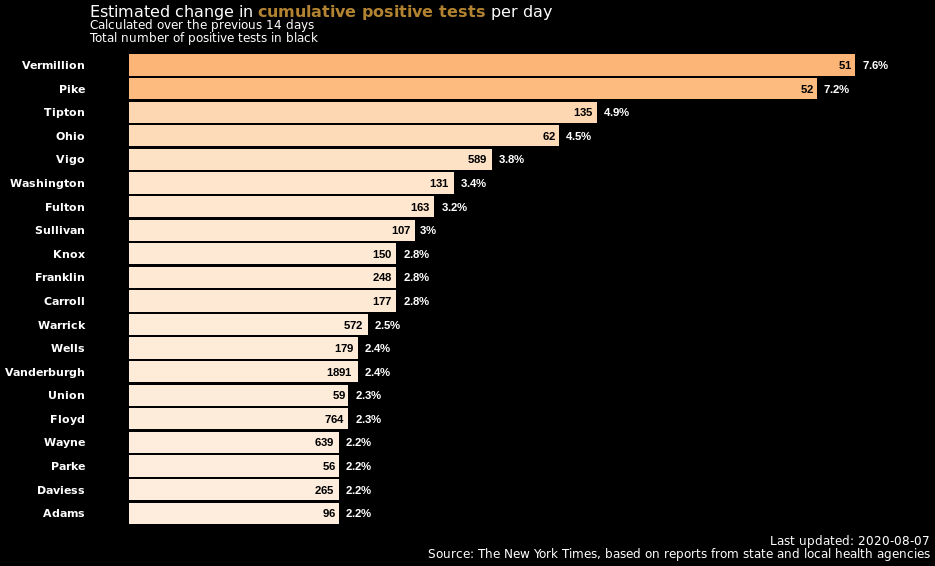 Estimated change in cumulative positive tests per day
Calculated over the previous 14 days
Total number of positive tests in black
Vermillion 51 7.6%
Pike 52 7.2%
Tipton 135 4.9%
Ohio 62 4.5%
Vigo 589 3.8%
Washington 131 3.4%
Fulton 163 3.2%
Sullivan 107 3%
Knox 150 2.8%
Franklin 248 2.8%
Carroll 177 2.8%
Warrick 572 2.5%
Wells 179 2.4%
Vanderburgh 1891 2.4%
Union 59 2.3%
Floyd 764 2.3%
Wayne 639 2.2%
Parke 56 2.2%
Daviess 265 2.2%
Adams 96 2.2%
Last updated: 2020-08-07
Source: The New York Times, based on reports from state and local health agencies